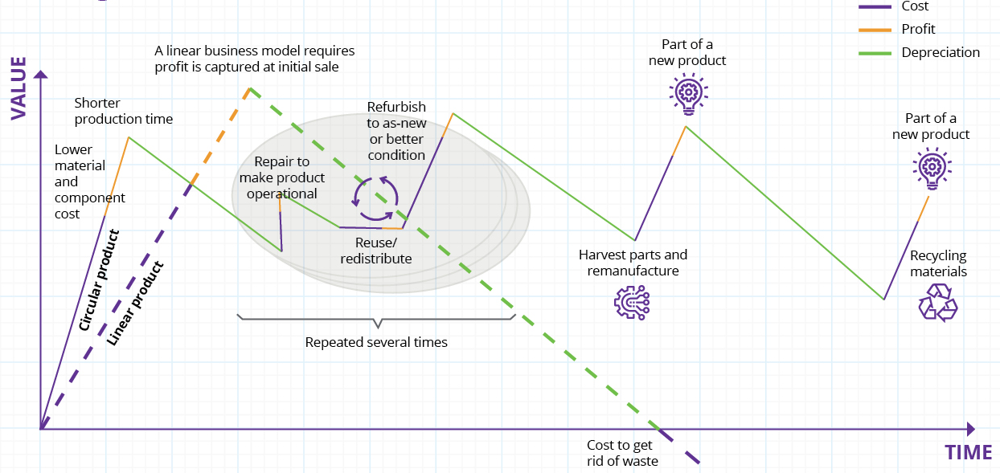 Cost
Profit
Depreciation
VALUE
A linear business model requires
profit is captured at initial sale
Shorter
production time
Lower
material
and
component
cost
Circular product
Linear product
Repair to
make product
operational
Refurbish
to as-new
or better
condition
Reuse/
redistribute
Repeated several times
Part of a
new product
Harvest parts and
remanufacture
Part of a
new product
Recycling
materials
Cost to get
rid of waste
TIME